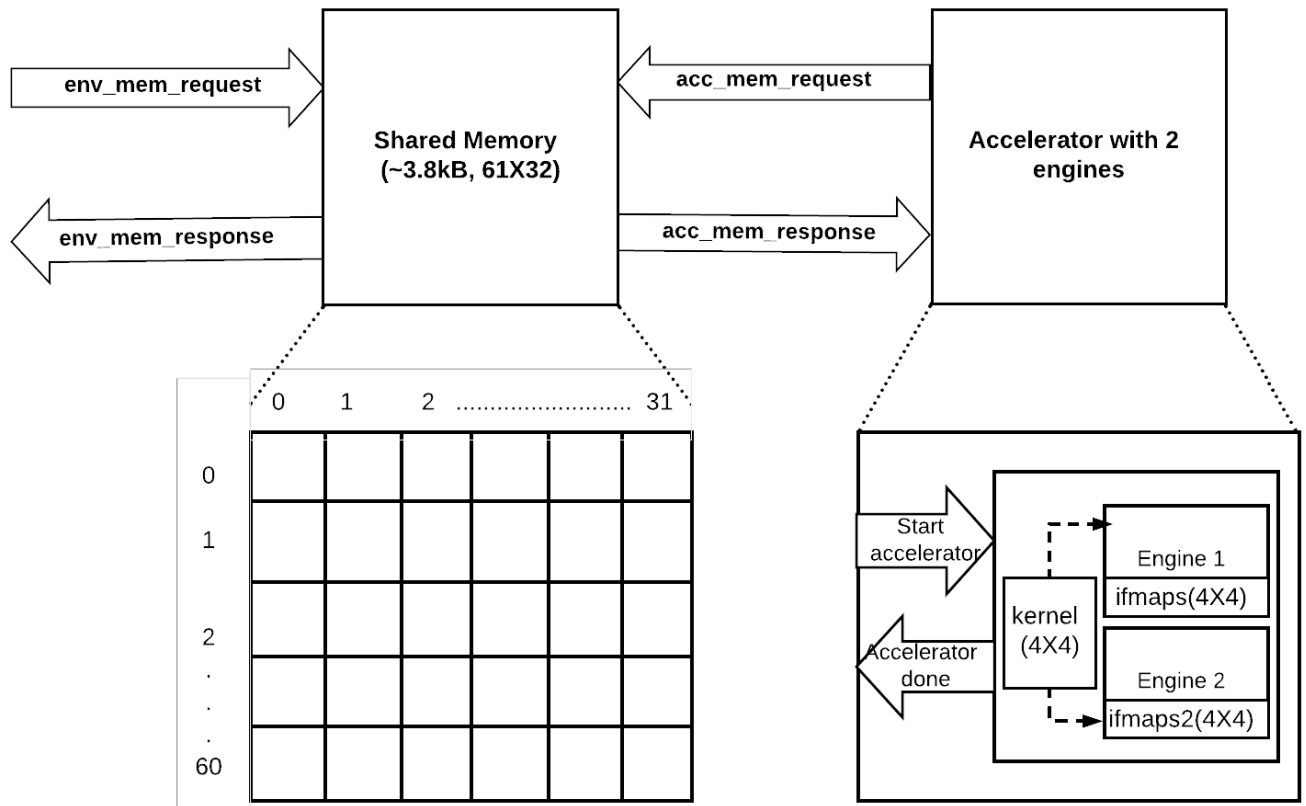 env_mem_request
acc_mem_request
Shared Memory
(~3.8kB, 61X32)
Accelerator with 2
engines
env_mem_response
acc_mem_response
0 1 2 ............................... 31
0
1
2
.
.
.
60
Start
accelerator
Accelerator
done
kernel
(4X4)
Engine 1
ifmaps(4X4)
Engine 2
ifmaps2(4X4)